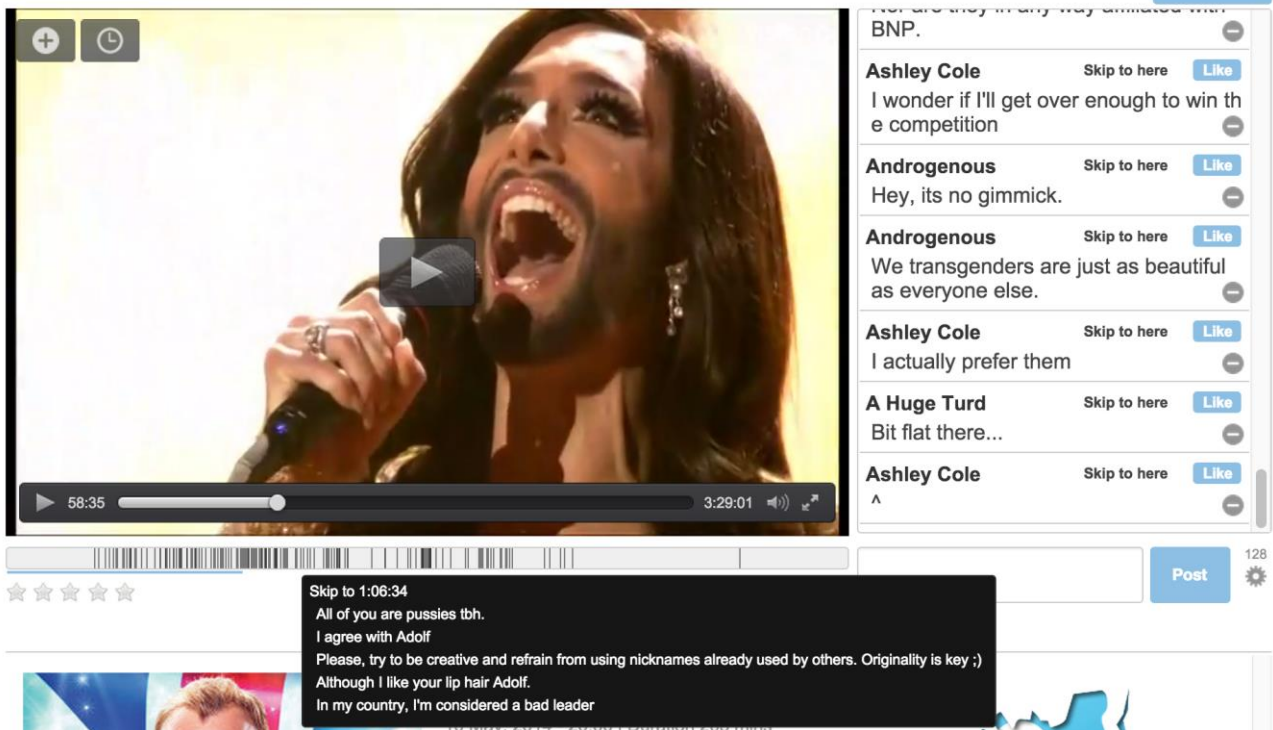 BNP.
Ashley Cole Skip to here Like
I wonder if I'll get over enough to win th
e competition
Androgenous Skip to here Like
Hey, its no gimmick.
Androgenous Skip to here Like
We transgenders are just as beautiful
as everyone else.
Ashley Cole Skip to here Like
I actually prefer them
A Huge Turd Skip to here Like
Bit flat there...
Ashley Cole Skip to here Like
^
58:35 3:29:01
128
Post
Skip to 1:06:34
All of you are pussies tbh.
I agree with Adolf
Please, try to be creative and refrain from using nicknames already used by others. Originality is key ;)
Although I like your lip hair Adolf.
In my country, I'm considered a bad leader